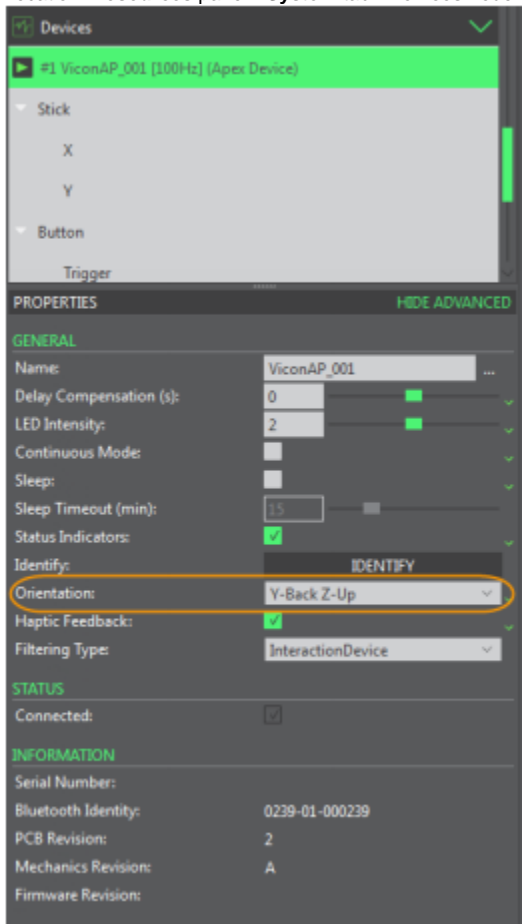 Devices
#1 ViconAP_001 [100Hz] (Apex Device)
Stick
X
Y
Button
Trigger
PROPERTIES HIDE ADVANCED
GENERAL
Name: ViconAP_001 ...
Delay Compensation (s): 0
LED Intensity: 2
Continuous Mode:
Sleep:
Sleep Timeout (min): 15
Status Indicators:
Identify: IDENTIFY
Orientation: Y-Back Z-Up
Haptic Feedback:
Filtering Type: InteractionDevice
STATUS
Connected:
INFORMATION
Serial Number:
Bluetooth Identity: 0239-01-000239
PCB Revision: 2
Mechanics Revision: A
Firmware Revision: